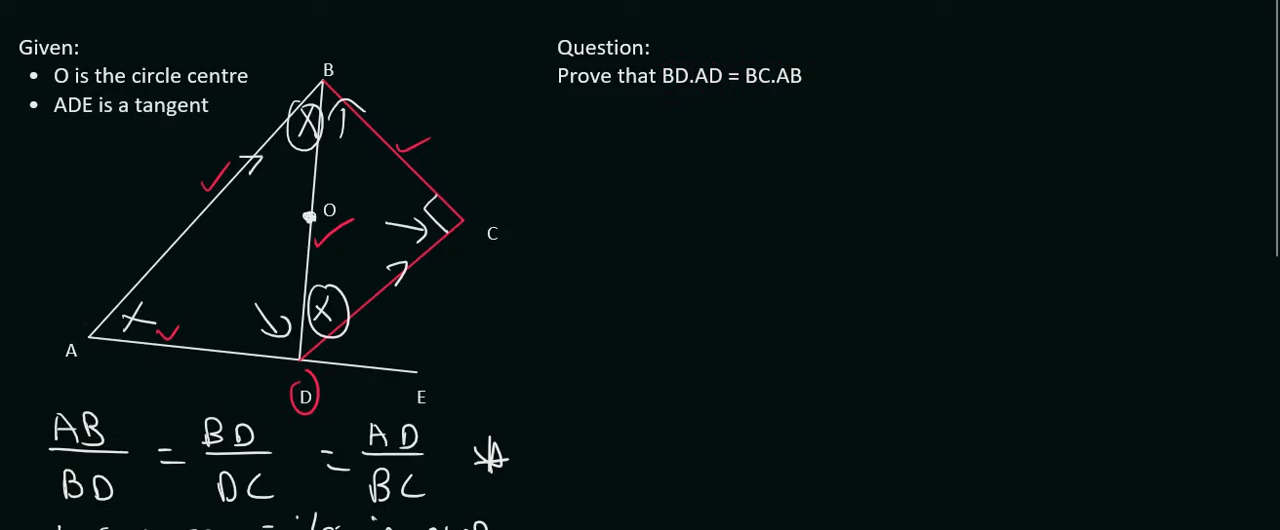 Given:
• O is the circle centre
• ADE is a tangent
Question:
Prove that BD.AD = BC.AB
B
X 1
O
C
X
X
A
D
E
AB/BD = BD/DC = AD/BC *